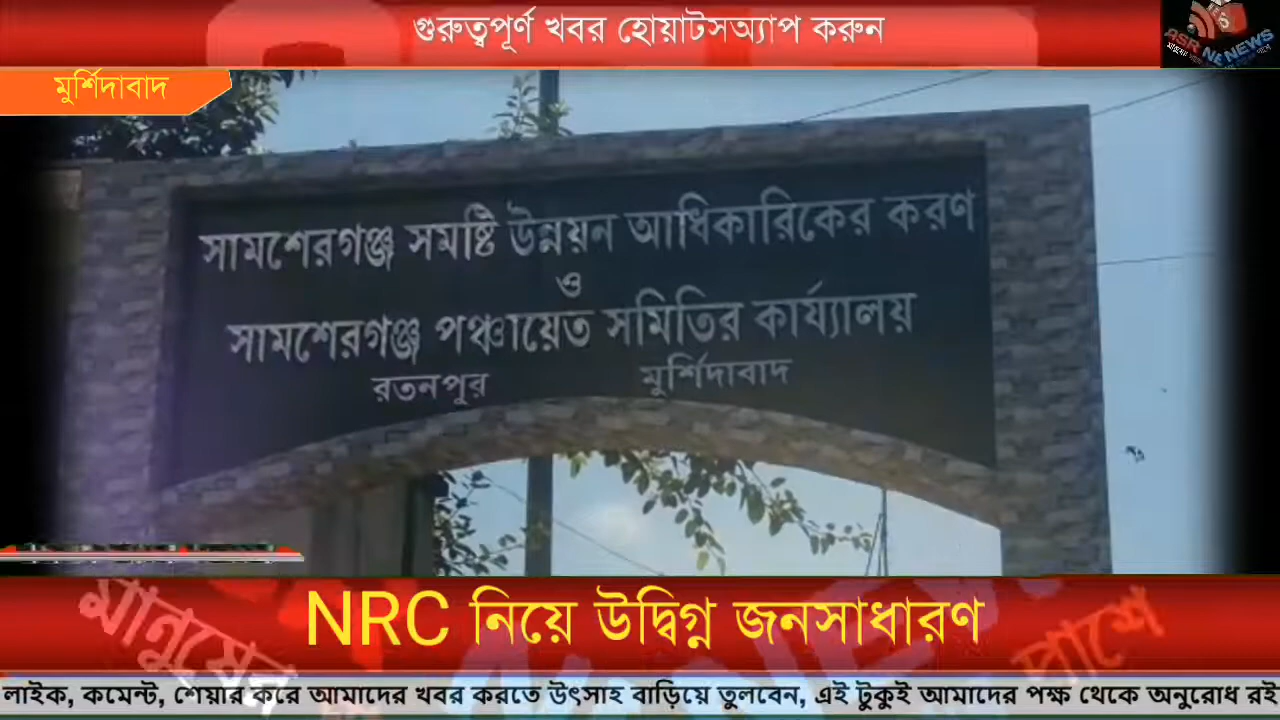 গুরুত্বপূর্ণ খবর হোয়াটসঅ্যাপ করুন
NEWS
মুর্শিদাবাদ
সামশেরগঞ্জ সমষ্টি উন্নয়ন আধিকারিকের করণ
ও
সামশেরগঞ্জ পঞ্চায়েত সমিতির কার্য্যালয়
রতনপুর মুর্শিদাবাদ
NRC নিয়ে উদ্বিগ্ন জনসাধারণ
মানুষের পাশে
লাইক, কমেন্ট, শেয়ার করে আমাদের খবর করতে উৎসাহ বাড়িয়ে তুলবেন, এই টুকুই আমাদের পক্ষ থেকে অনুরোধ রই